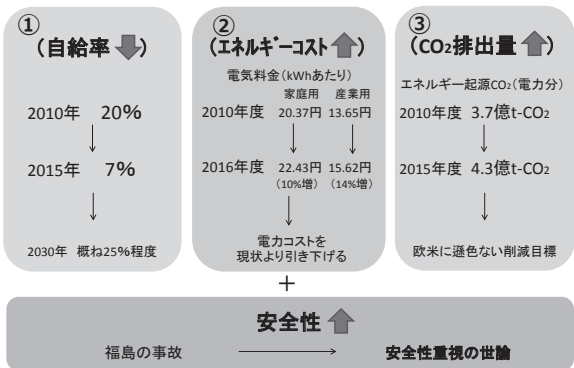 ①
(自給率)
2010年 20%
2015年 7%
2030年 概ね25%程度
②
(エネルギーコスト)
電気料金(kWhあたり)
家庭用 産業用
2010年度 20.37円 13.65円
2016年度 22.43円 15.62円
(10%増) (14%増)
電力コストを
現状より引き下げる
③
(CO₂排出量)
エネルギー起源CO₂(電力分)
2010年度 3.7億t-CO₂
2015年度 4.3億t-CO₂
欧米に遜色ない削減目標
+
安全性
福島の事故 安全性重視の世論